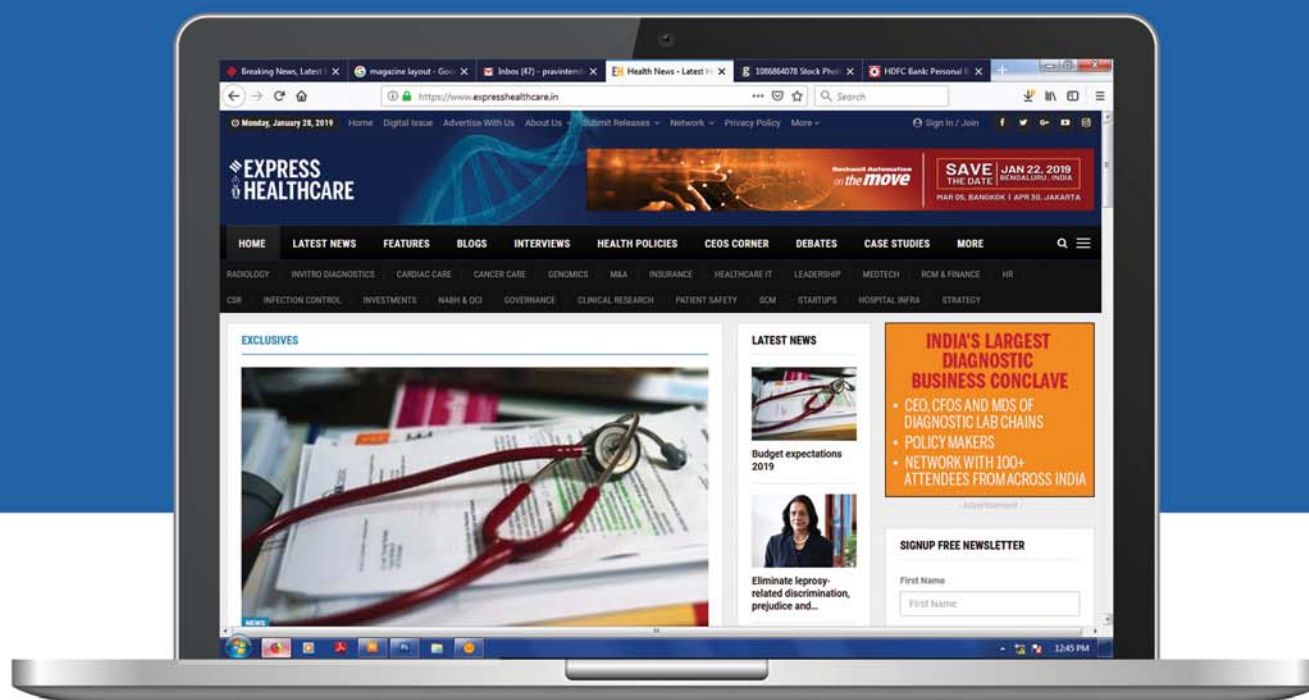 Breaking News, Latest
magazine layout - Goo
Inbox (47) - pravintem
Health News - Latest H
1086864078 Stock Pho
HDFC Bank: Personal B
https://www.expresshealthcare.in
Search
Monday, January 28, 2019 Home Digital Issue Advertise With Us About Us Submit Releases Network Privacy Policy More Sign in / Join
EXPRESS
HEALTHCARE
Rockwell Automation
on the move
SAVE
THE DATE
JAN 22, 2019
BENGALURU, INDIA
MAR 05, BANGKOK | APR 30, JAKARTA
HOME LATEST NEWS FEATURES BLOGS INTERVIEWS HEALTH POLICIES CEOS CORNER DEBATES CASE STUDIES MORE
RADIOLOGY INVITRO DIAGNOSTICS CARDIAC CARE CANCER CARE GENOMICS M&A INSURANCE HEALTHCARE IT LEADERSHIP MEDTECH RCM & FINANCE HR
CSR INFECTION CONTROL INVESTMENTS NABH & QCI GOVERNANCE CLINICAL RESEARCH PATIENT SAFETY SCM STARTUPS HOSPITAL INFRA STRATEGY
EXCLUSIVES
NEWS
LATEST NEWS
Budget expectations
2019
Eliminate leprosy-
related discrimination,
prejudice and...
INDIA'S LARGEST
DIAGNOSTIC
BUSINESS CONCLAVE
• CEO, CFOS AND MDS OF
DIAGNOSTIC LAB CHAINS
• POLICY MAKERS
• NETWORK WITH 100+
ATTENDEES FROM ACROSS INDIA
- Advertisement -
SIGNUP FREE NEWSLETTER
First Name
First Name
12:45 PM